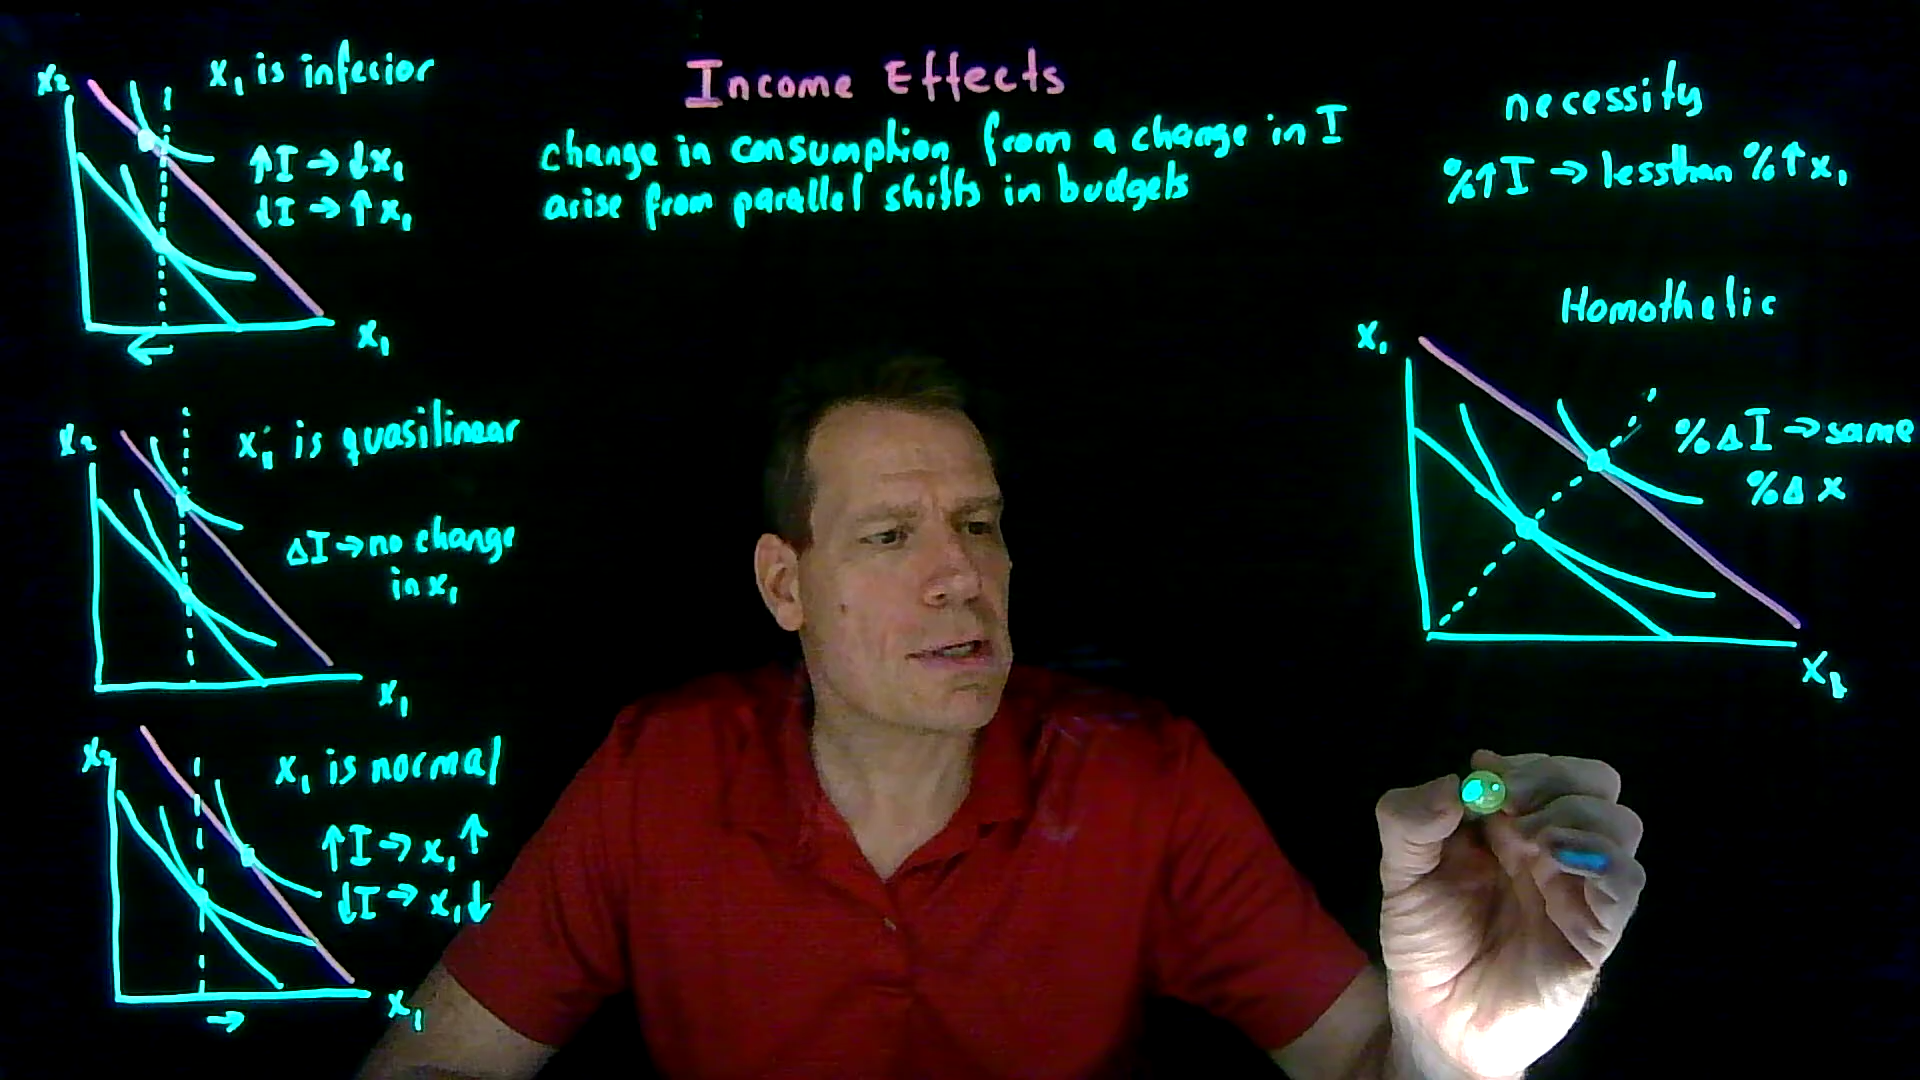 Income Effects
change in consumption from a change in I
arise from parallel shifts in budgets
x₂
x₁ is inferior
↑I → ↓x₁
↓I → ↑x₁
x₁
←
x₂
x₁ is quasilinear
ΔI → no change
in x₁
x₁
x₂
x₁ is normal
↑I → x₁↑
↓I → x₁↓
x₁
→
necessity
%↑I → less than %↑x₁
Homothetic
x₁
%ΔI → same
%Δ x